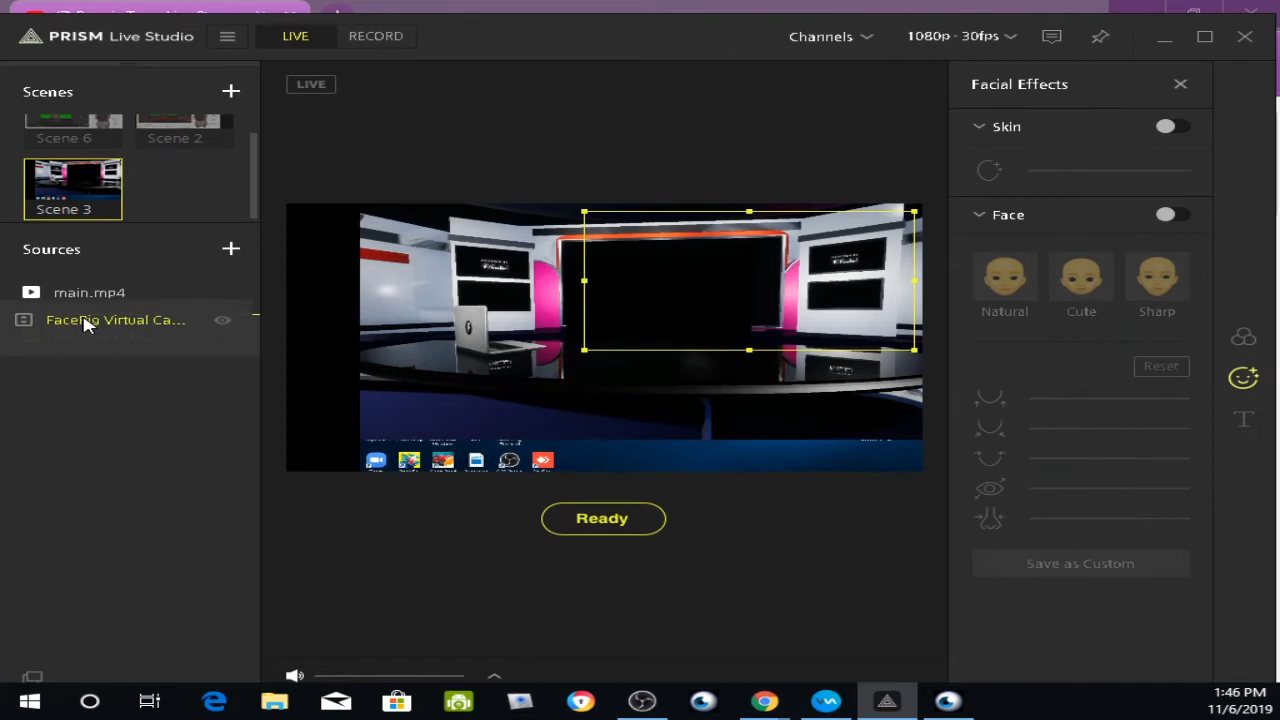 PRISM Live Studio
LIVE
RECORD
Channels
1080p · 30fps
Scenes
LIVE
Facial Effects
Skin
Scene 6
Scene 2
Scene 3
Face
Sources
Natural
Cute
Sharp
main.mp4
FaceRig Virtual Ca...
Reset
Ready
Save as Custom
1:46 PM
11/6/2019